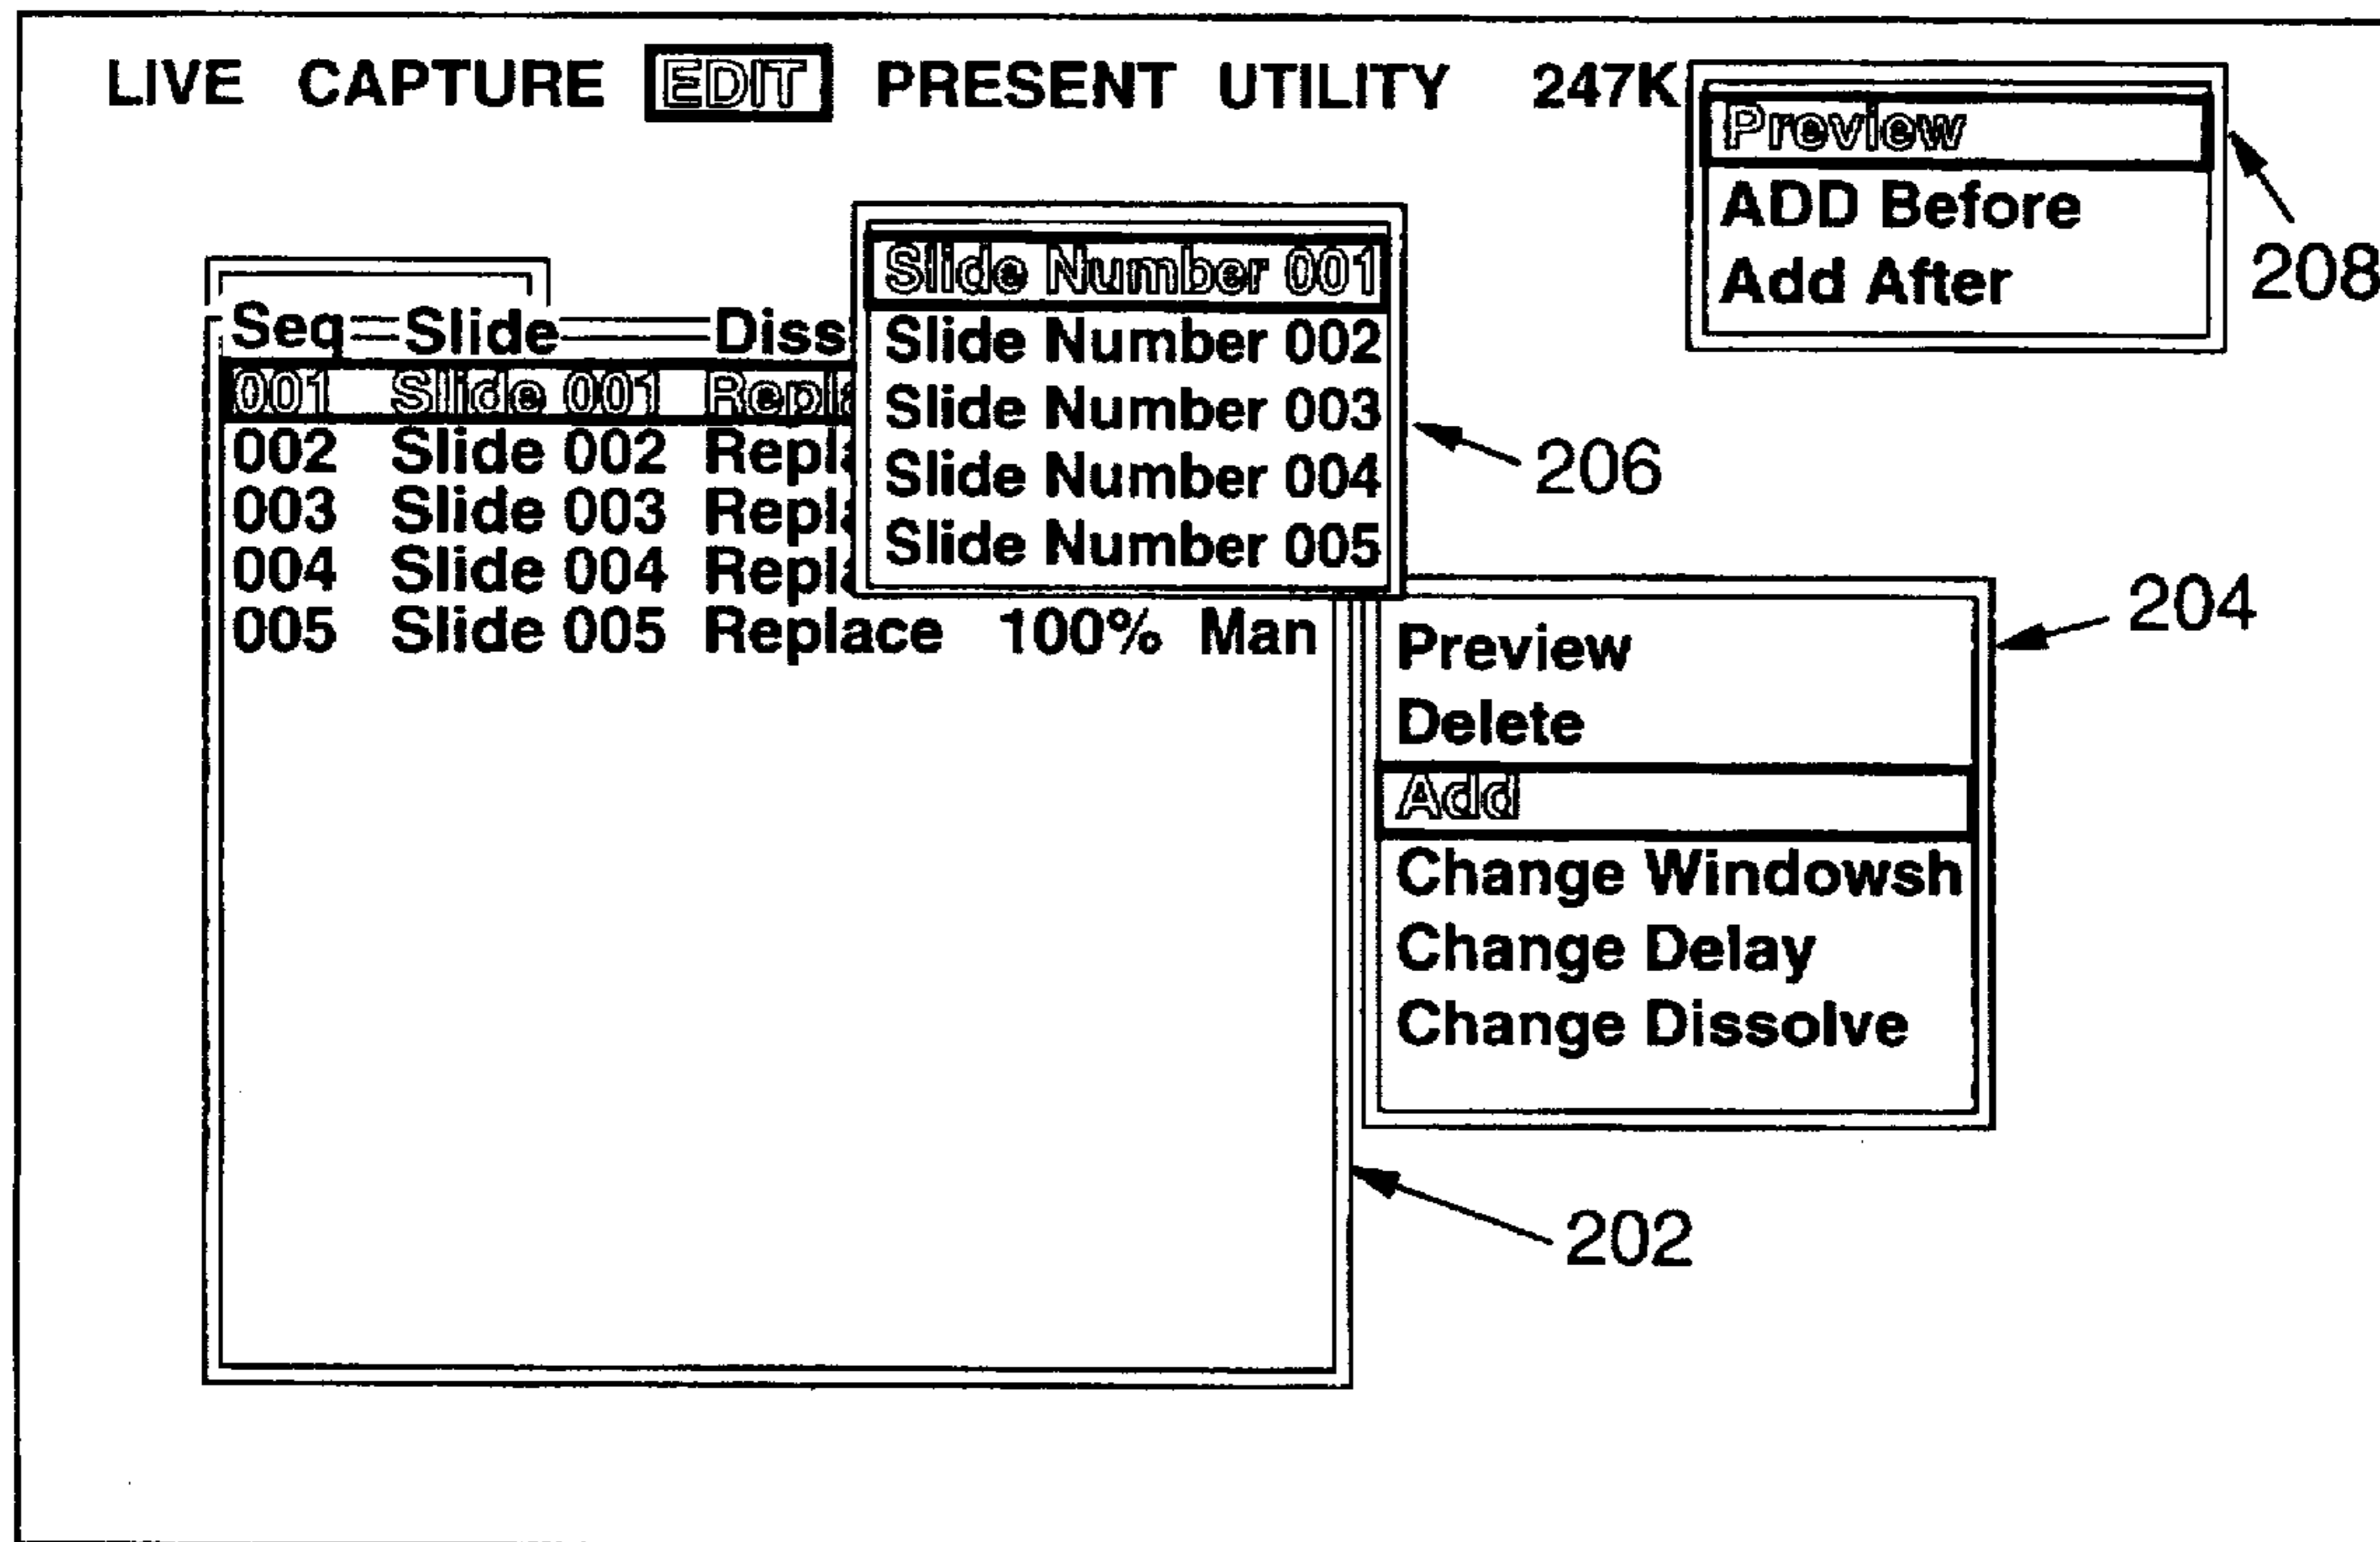 LIVE CAPTURE EDIT PRESENT UTILITY 247K
Preview
ADD Before
Add After
208
Slide Number 001
Slide Number 002
Slide Number 003
Slide Number 004
Slide Number 005
206
Seq Slide Diss
001 Slide 001 Repla
002 Slide 002 Repla
003 Slide 003 Repla
004 Slide 004 Repla
005 Slide 005 Replace 100% Man
Preview
Delete
Add
Change Windowsh
Change Delay
Change Dissolve
204
202